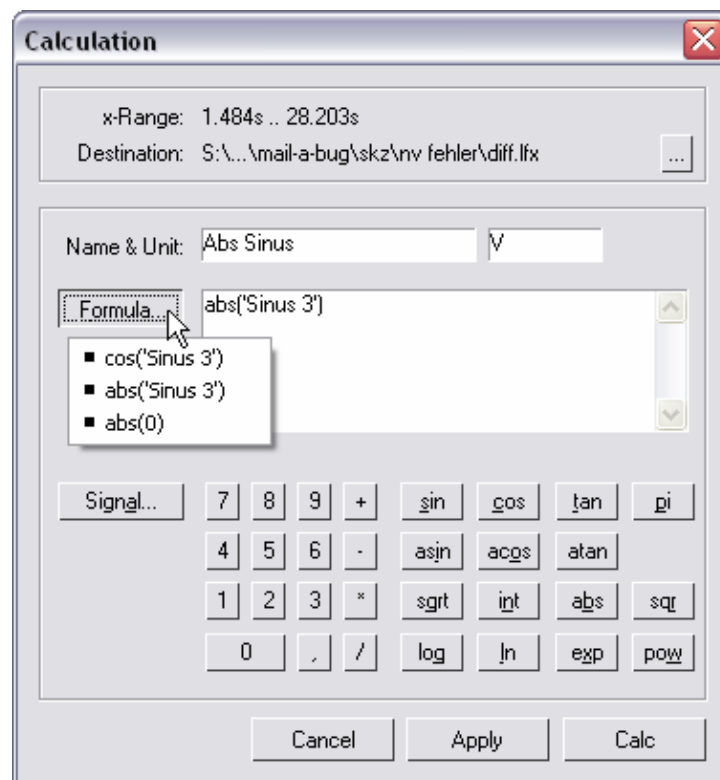 Calculation
x-Range: 1.484s .. 28.203s
Destination: S:\...\mail-a-bug\skz\nv fehler\diff.lfx ...
Name & Unit: Abs Sinus V
Formula... abs('Sinus 3')
cos('Sinus 3')
abs('Sinus 3')
abs(0)
Signal... 7 8 9 + sin cos tan pi
4 5 6 - asin acos atan
1 2 3 * sqrt int abs sqr
0 , / log ln exp pow
Cancel Apply Calc